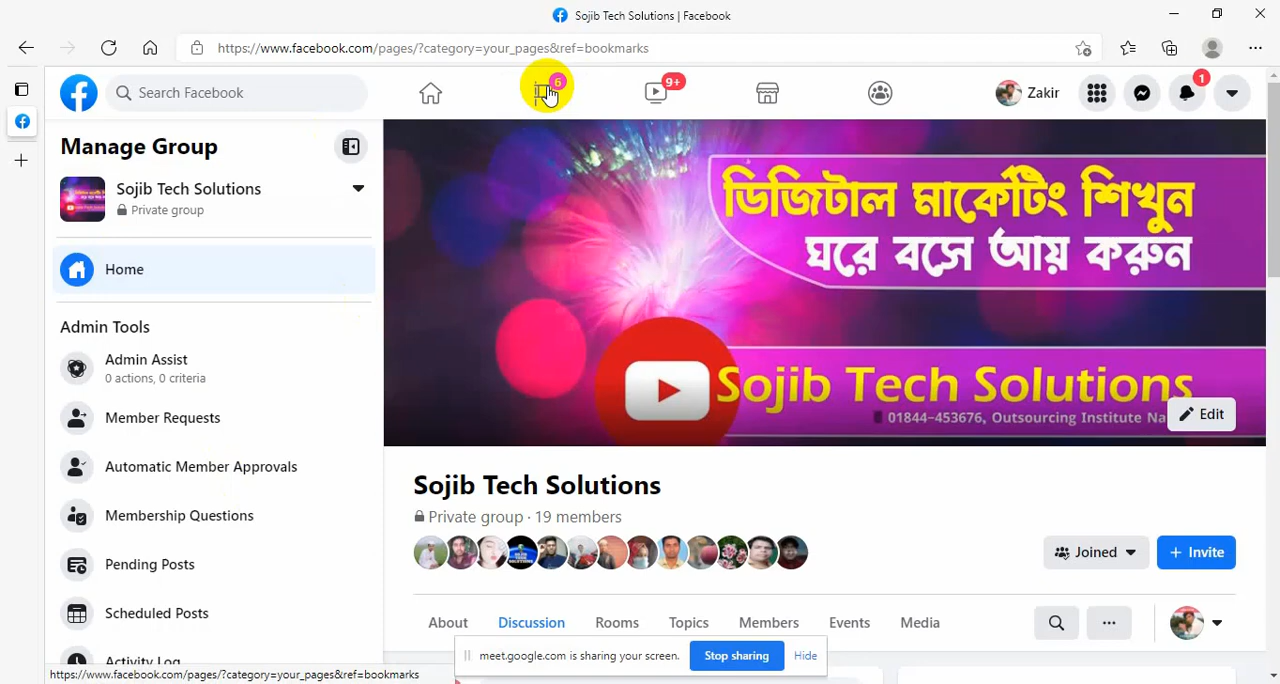 Sojib Tech Solutions | Facebook
https://www.facebook.com/pages/?category=your_pages&ref=bookmarks
Search Facebook
6
9+
Zakir
1
Manage Group
Sojib Tech Solutions
Private group
Home
Admin Tools
Admin Assist
0 actions, 0 criteria
Member Requests
Automatic Member Approvals
Membership Questions
Pending Posts
Scheduled Posts
Activity Log
ডিজিটাল মার্কেটিং শিখুন
ঘরে বসে আয় করুন
Sojib Tech Solutions
01844-453676, Outsourcing Institute
Edit
Sojib Tech Solutions
Private group · 19 members
Joined
+ Invite
About
Discussion
Rooms
Topics
Members
Events
Media
meet.google.com is sharing your screen.
Stop sharing
Hide
https://www.facebook.com/pages/?category=your_pages&ref=bookmarks